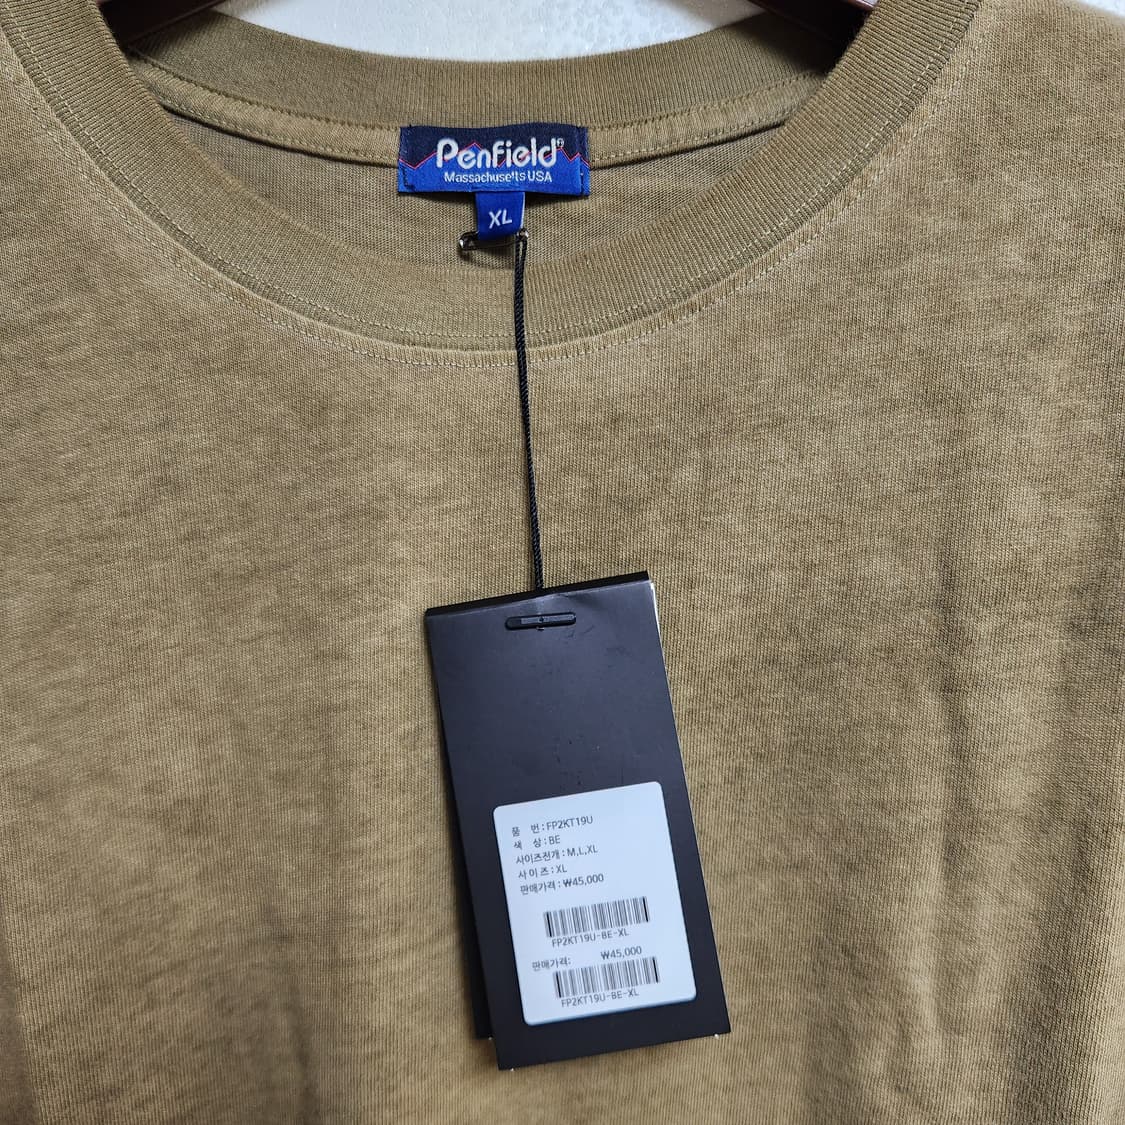 Penfield®
Massachusetts USA
XL
품 번 : FP2KT19U
색 상 : BE
사이즈전개 : M,L,XL
사 이 즈 : XL
판매가격 : ₩45,000
FP2KT19U-BE-XL
판매가격: ₩45,000
FP2KT19U-BE-XL